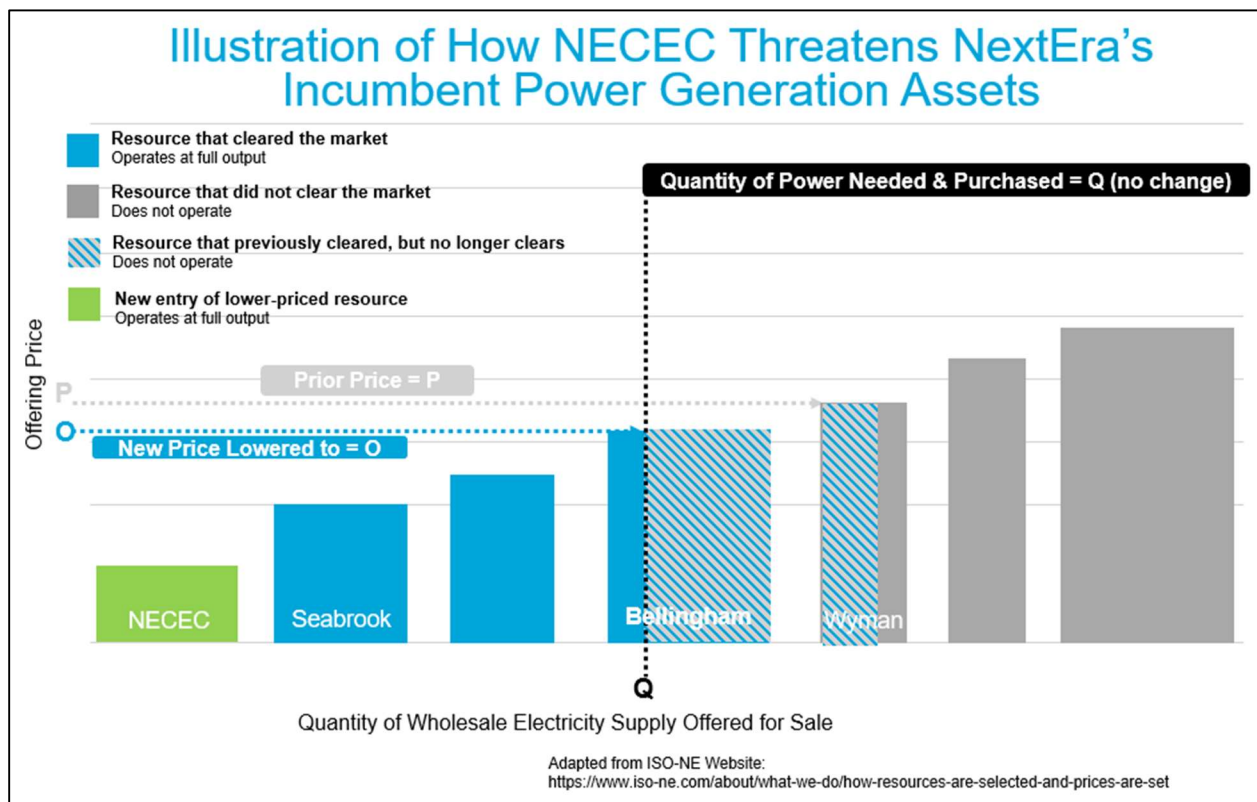 Illustration of How NECEC Threatens NextEra's
Incumbent Power Generation Assets
Resource that cleared the market
Operates at full output
Resource that did not clear the market
Does not operate
Resource that previously cleared, but no longer clears
Does not operate
New entry of lower-priced resource
Operates at full output
Quantity of Power Needed & Purchased = Q (no change)
Offering Price
P
Prior Price = P
O
New Price Lowered to = O
NECEC
Seabrook
Bellingham
Wyman
Q
Quantity of Wholesale Electricity Supply Offered for Sale
Adapted from ISO-NE Website:
https://www.iso-ne.com/about/what-we-do/how-resources-are-selected-and-prices-are-set